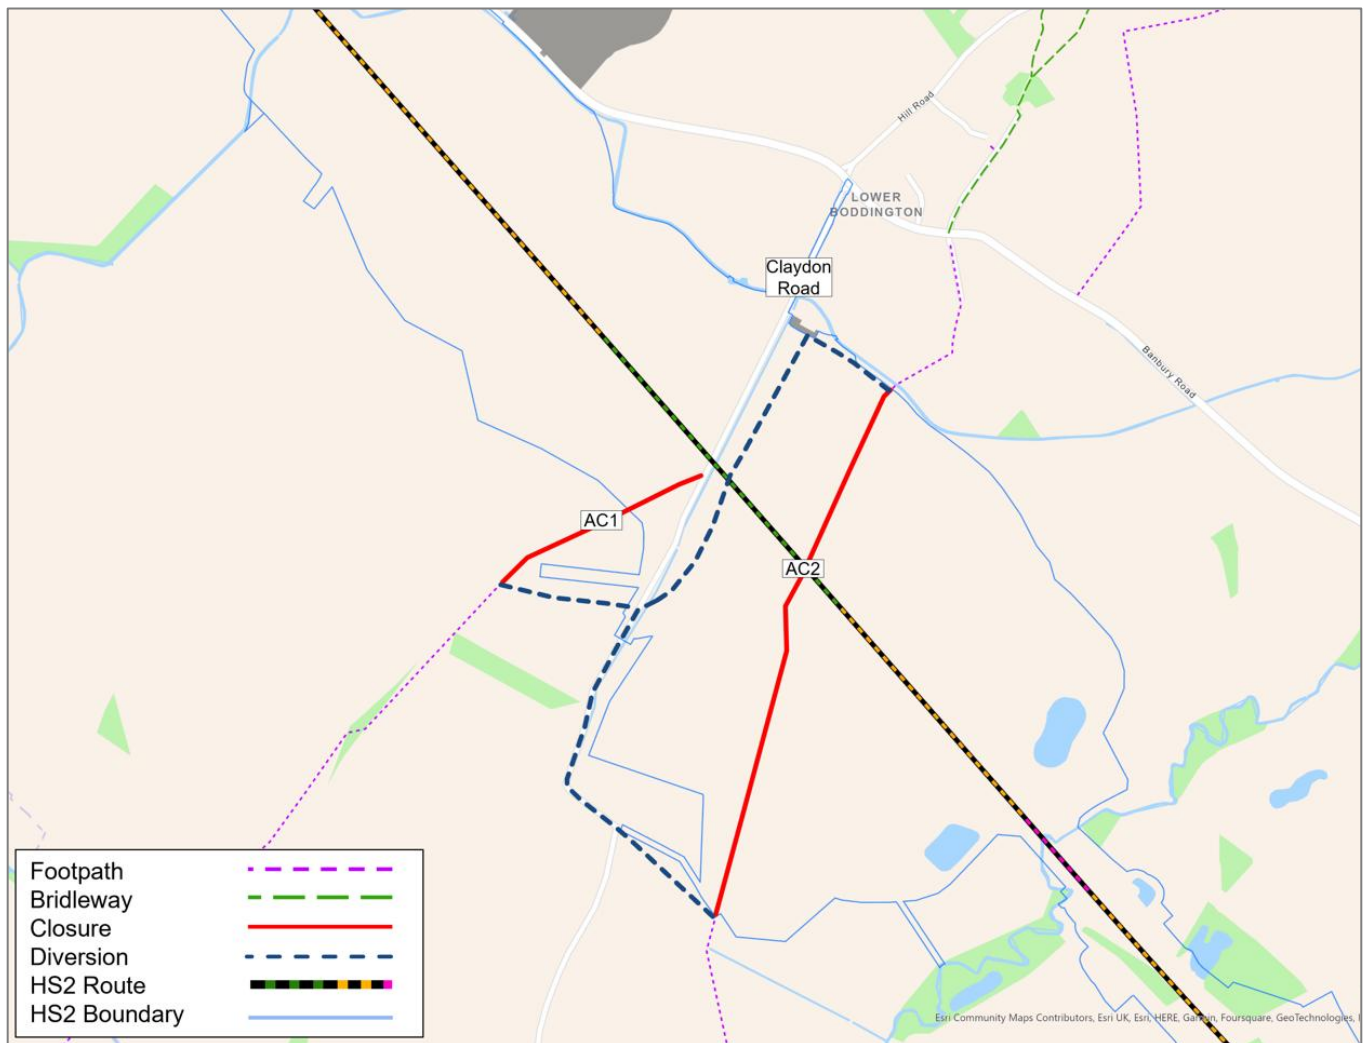 Hill Road
LOWER
BODDINGTON
Claydon
Road
Banbury Road
AC1
AC2
Footpath
Bridleway
Closure
Diversion
HS2 Route
HS2 Boundary
Esri Community Maps Contributors, Esri UK, Esri, HERE, Garmin, Foursquare, GeoTechnologies,